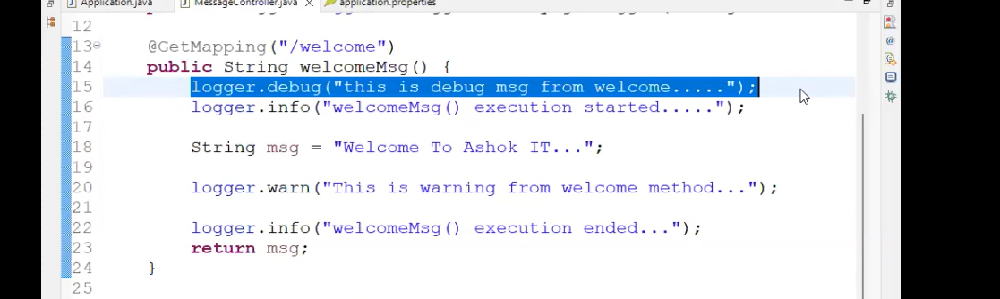 Application.java MessageController.java application.properties
12
13 @GetMapping("/welcome")
14 public String welcomeMsg() {
15 logger.debug("this is debug msg from welcome.....");
16 logger.info("welcomeMsg() execution started.....");
17
18 String msg = "Welcome To Ashok IT...";
19
20 logger.warn("This is warning from welcome method...");
21
22 logger.info("welcomeMsg() execution ended...");
23 return msg;
24 }
25